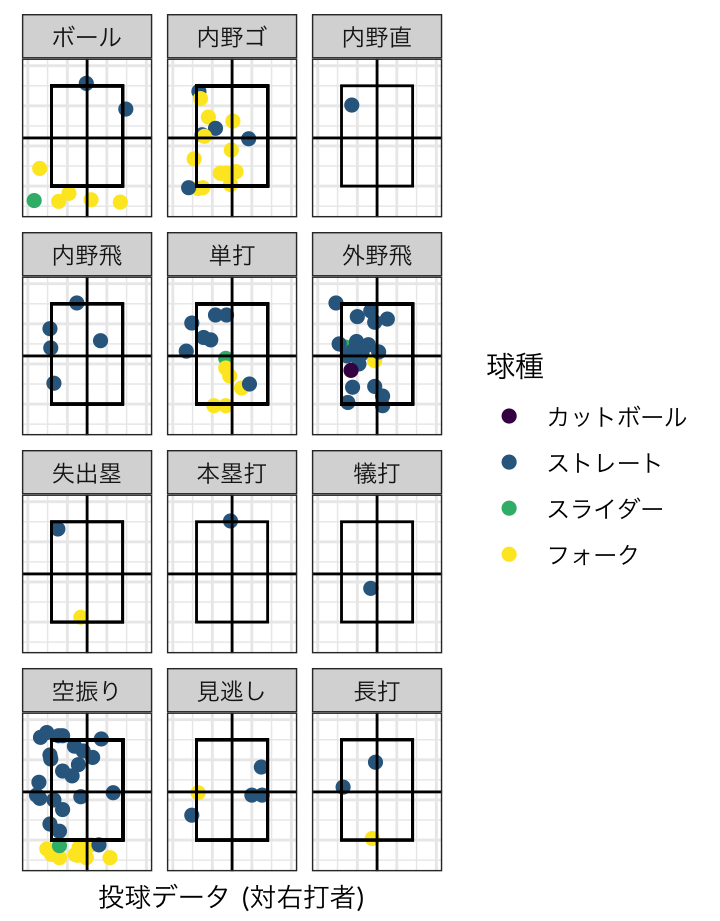 ボール
内野ゴ
内野直
内野飛
単打
外野飛
失出塁
本塁打
犠打
空振り
見逃し
長打
球種
カットボール
ストレート
スライダー
フォーク
投球データ (対右打者)